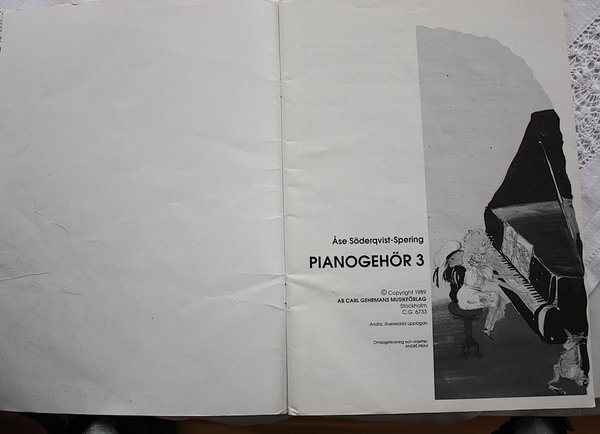 Åse Söderqvist-Spering
PIANOGEHÖR 3
© Copyright 1989
AB CARL GEHRMANS MUSIKFÖRLAG
Stockholm
C.G. 6733
Andra, översedda upplagan
Omslagsteckning och vinjetter:
ANDRÉ PRAH